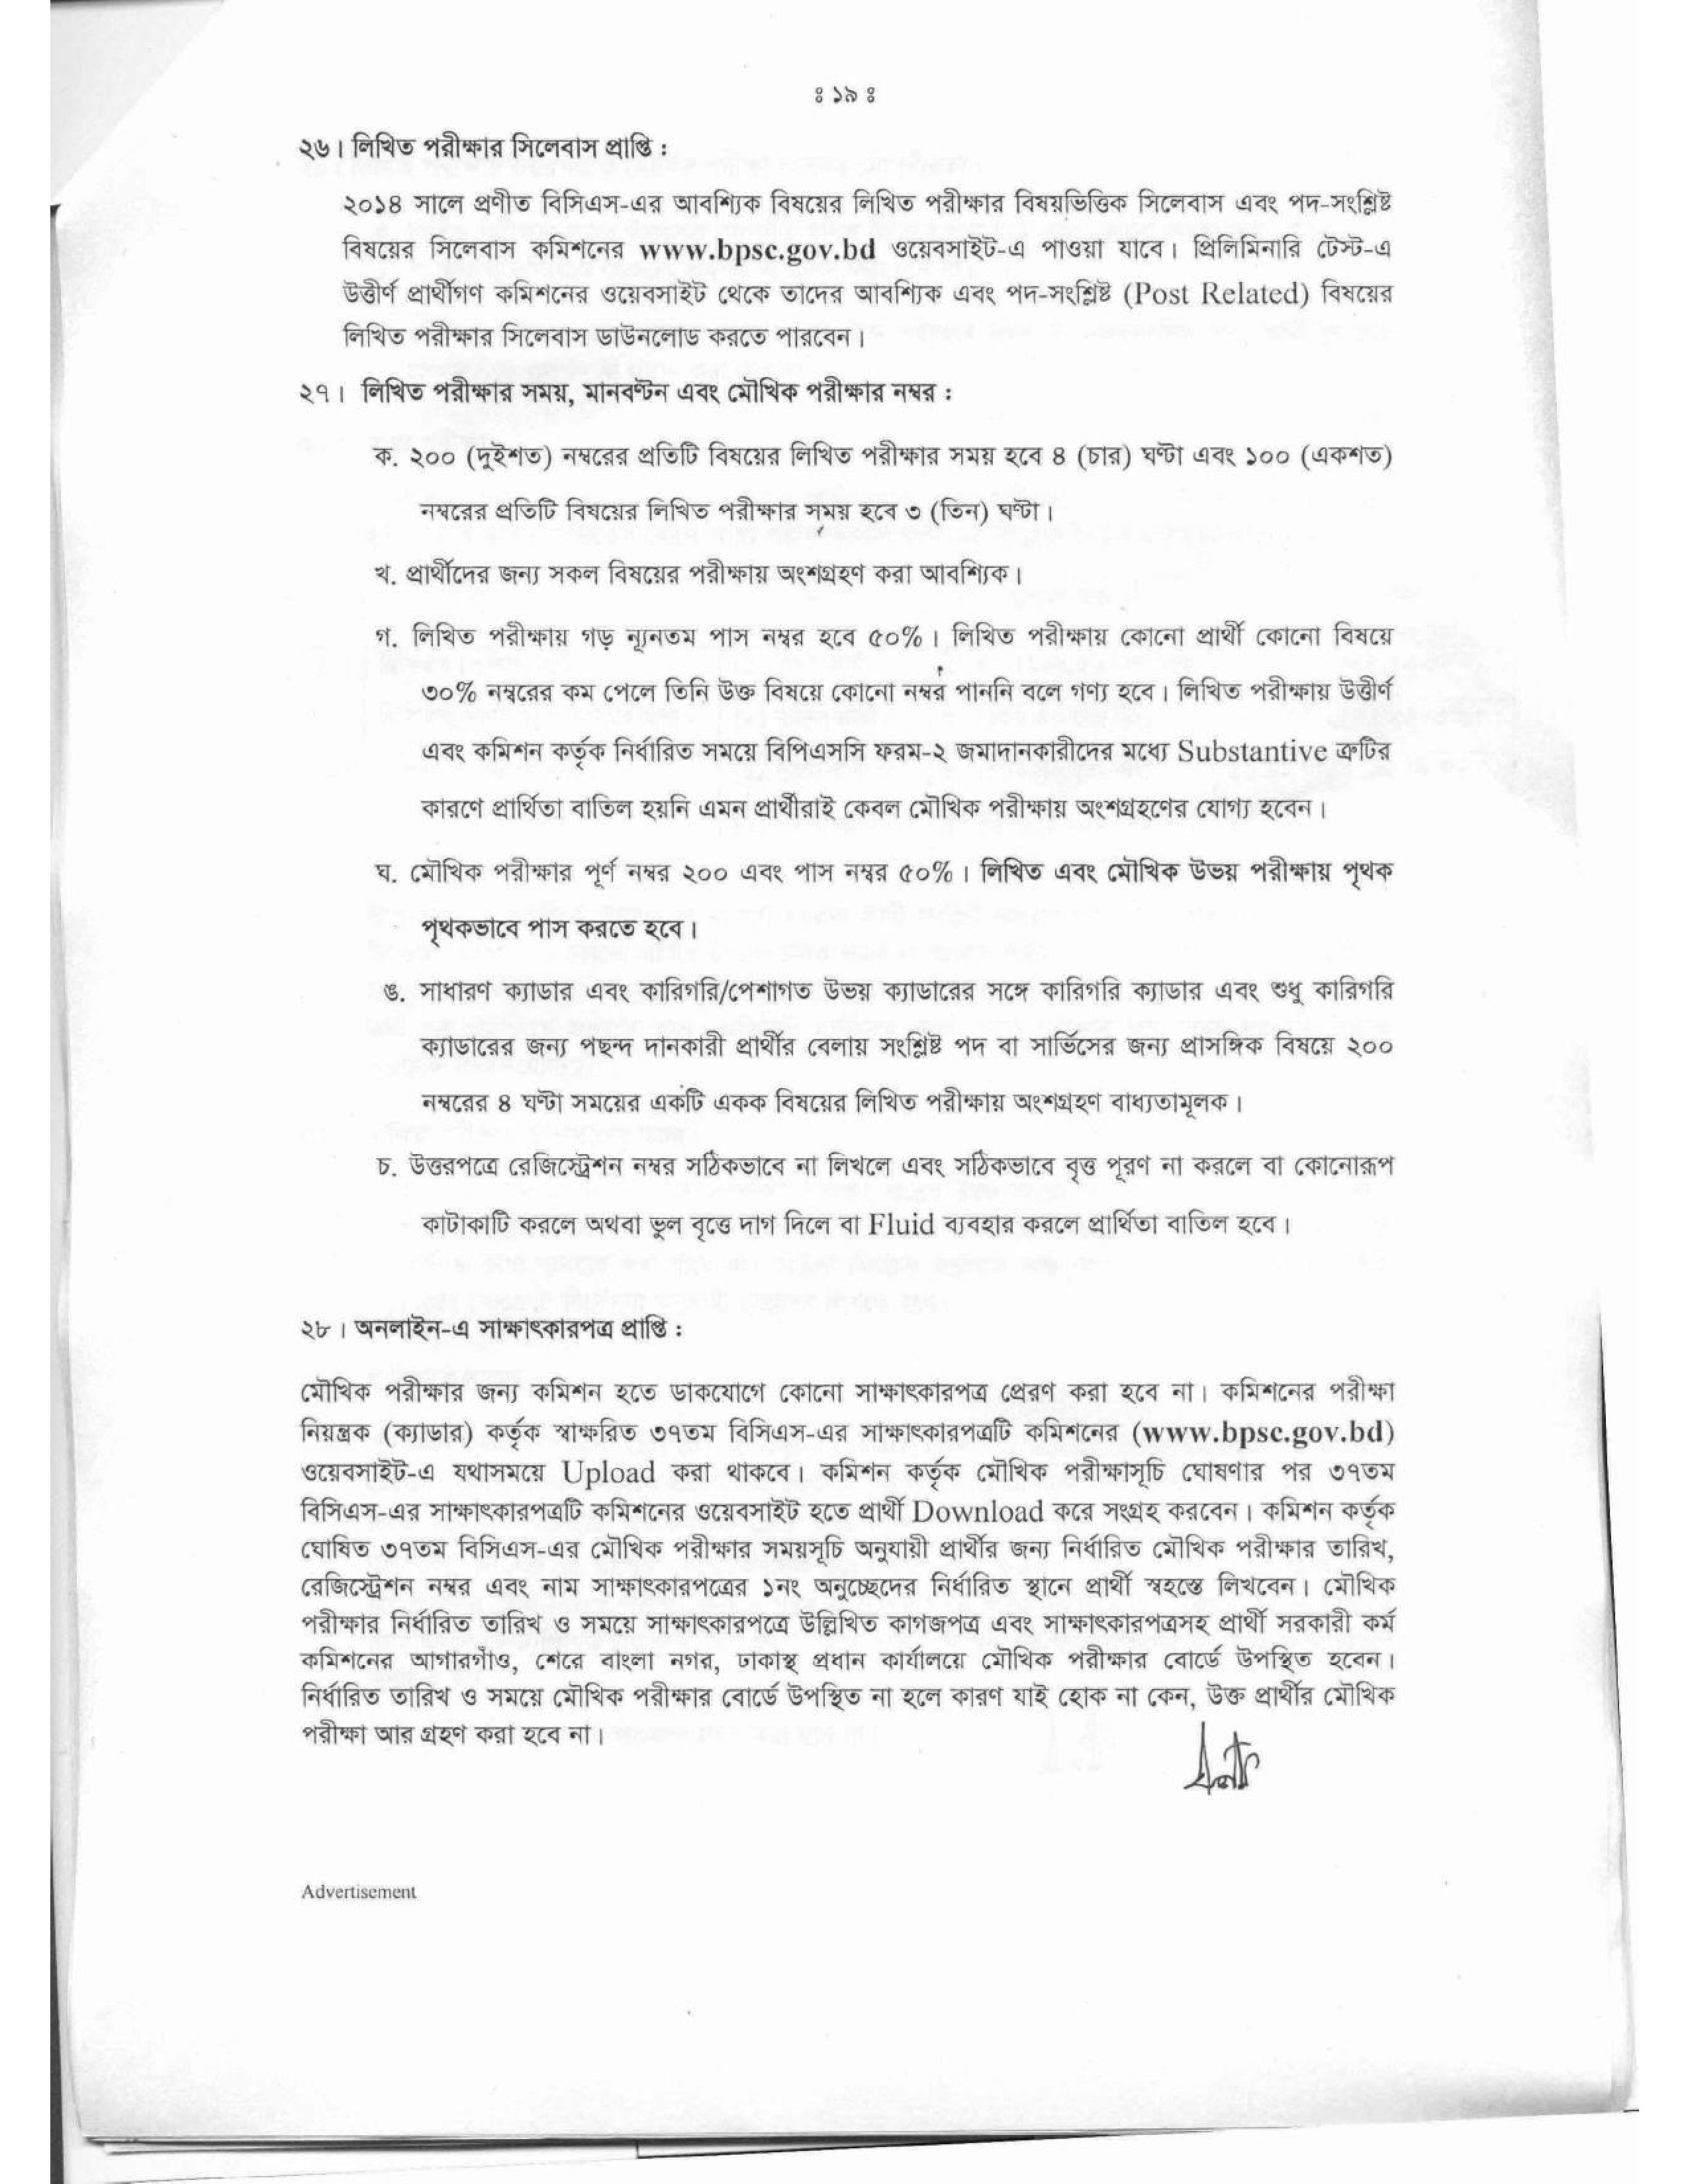 ঃ ১৯ ঃ
২৬। লিখিত পরীক্ষার সিলেবাস প্রাপ্তি :
২০১৪ সালে প্রণীত বিসিএস-এর আবশ্যিক বিষয়ের লিখিত পরীক্ষার বিষয়ভিত্তিক সিলেবাস এবং পদ-সংশ্লিষ্ট
বিষয়ের সিলেবাস কমিশনের www.bpsc.gov.bd ওয়েবসাইট-এ পাওয়া যাবে। প্রিলিমিনারি টেস্ট-এ
উত্তীর্ণ প্রার্থীগণ কমিশনের ওয়েবসাইট থেকে তাদের আবশ্যিক এবং পদ-সংশ্লিষ্ট (Post Related) বিষয়ের
লিখিত পরীক্ষার সিলেবাস ডাউনলোড করতে পারবেন।
২৭। লিখিত পরীক্ষার সময়, মানবণ্টন এবং মৌখিক পরীক্ষার নম্বর :
ক. ২০০ (দুইশত) নম্বরের প্রতিটি বিষয়ের লিখিত পরীক্ষার সময় হবে ৪ (চার) ঘণ্টা এবং ১০০ (একশত)
নম্বরের প্রতিটি বিষয়ের লিখিত পরীক্ষার সময় হবে ৩ (তিন) ঘণ্টা।
খ. প্রার্থীদের জন্য সকল বিষয়ের পরীক্ষায় অংশগ্রহণ করা আবশ্যিক।
গ. লিখিত পরীক্ষায় গড় ন্যূনতম পাস নম্বর হবে ৫০%। লিখিত পরীক্ষায় কোনো প্রার্থী কোনো বিষয়ে
৩০% নম্বরের কম পেলে তিনি উক্ত বিষয়ে কোনো নম্বর পাননি বলে গণ্য হবে। লিখিত পরীক্ষায় উত্তীর্ণ
এবং কমিশন কর্তৃক নির্ধারিত সময়ে বিপিএসসি ফরম-২ জমাদানকারীদের মধ্যে Substantive ত্রুটির
কারণে প্রার্থিতা বাতিল হয়নি এমন প্রার্থীরাই কেবল মৌখিক পরীক্ষায় অংশগ্রহণের যোগ্য হবেন।
ঘ. মৌখিক পরীক্ষার পূর্ণ নম্বর ২০০ এবং পাস নম্বর ৫০%। লিখিত এবং মৌখিক উভয় পরীক্ষায় পৃথক
পৃথকভাবে পাস করতে হবে।
ঙ. সাধারণ ক্যাডার এবং কারিগরি/পেশাগত উভয় ক্যাডারের সঙ্গে কারিগরি ক্যাডার এবং শুধু কারিগরি
ক্যাডারের জন্য পছন্দ দানকারী প্রার্থীর বেলায় সংশ্লিষ্ট পদ বা সার্ভিসের জন্য প্রাসঙ্গিক বিষয়ে ২০০
নম্বরের ৪ ঘণ্টা সময়ের একটি একক বিষয়ের লিখিত পরীক্ষায় অংশগ্রহণ বাধ্যতামূলক।
চ. উত্তরপত্রে রেজিস্ট্রেশন নম্বর সঠিকভাবে না লিখলে এবং সঠিকভাবে বৃত্ত পূরণ না করলে বা কোনোরূপ
কাটাকাটি করলে অথবা ভুল বৃত্তে দাগ দিলে বা Fluid ব্যবহার করলে প্রার্থিতা বাতিল হবে।
২৮। অনলাইন-এ সাক্ষাৎকারপত্র প্রাপ্তি :
মৌখিক পরীক্ষার জন্য কমিশন হতে ডাকযোগে কোনো সাক্ষাৎকারপত্র প্রেরণ করা হবে না। কমিশনের পরীক্ষা
নিয়ন্ত্রক (ক্যাডার) কর্তৃক স্বাক্ষরিত ৩৭তম বিসিএস-এর সাক্ষাৎকারপত্রটি কমিশনের (www.bpsc.gov.bd)
ওয়েবসাইট-এ যথাসময়ে Upload করা থাকবে। কমিশন কর্তৃক মৌখিক পরীক্ষাসূচি ঘোষণার পর ৩৭তম
বিসিএস-এর সাক্ষাৎকারপত্রটি কমিশনের ওয়েবসাইট হতে প্রার্থী Download করে সংগ্রহ করবেন। কমিশন কর্তৃক
ঘোষিত ৩৭তম বিসিএস-এর মৌখিক পরীক্ষার সময়সূচি অনুযায়ী প্রার্থীর জন্য নির্ধারিত মৌখিক পরীক্ষার তারিখ,
রেজিস্ট্রেশন নম্বর এবং নাম সাক্ষাৎকারপত্রের ১নং অনুচ্ছেদের নির্ধারিত স্থানে প্রার্থী স্বহস্তে লিখবেন। মৌখিক
পরীক্ষার নির্ধারিত তারিখ ও সময়ে সাক্ষাৎকারপত্রে উল্লিখিত কাগজপত্র এবং সাক্ষাৎকারপত্রসহ প্রার্থী সরকারী কর্ম
কমিশনের আগারগাঁও, শেরে বাংলা নগর, ঢাকাস্থ প্রধান কার্যালয়ে মৌখিক পরীক্ষার বোর্ডে উপস্থিত হবেন।
নির্ধারিত তারিখ ও সময়ে মৌখিক পরীক্ষার বোর্ডে উপস্থিত না হলে কারণ যাই হোক না কেন, উক্ত প্রার্থীর মৌখিক
পরীক্ষা আর গ্রহণ করা হবে না।
Advertisement